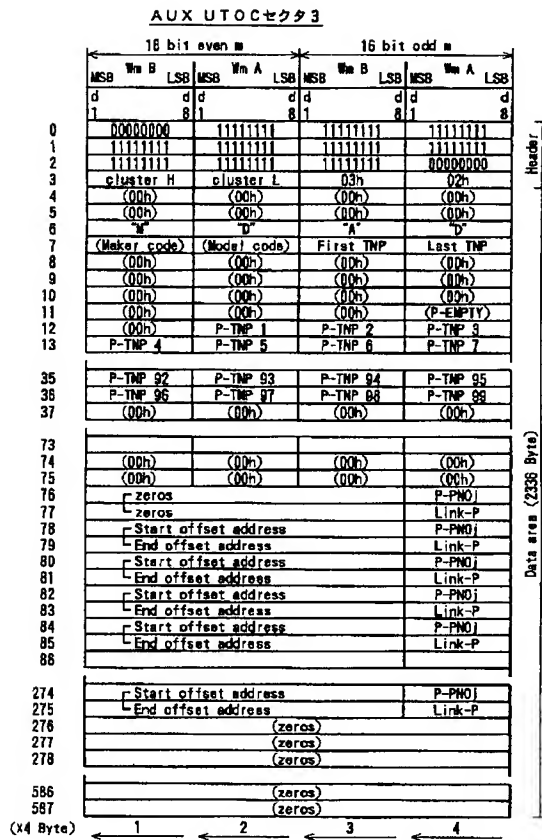 AUX UTOCセクタ3
16 bit even m 16 bit odd m
MSB Wm B LSB MSB Wm A LSB MSB Wm B LSB MSB Wm A LSB
d d d d d d d d
1 8 1 8 1 8 1 8
0 00000000 11111111 11111111 11111111
1 11111111 11111111 11111111 11111111
2 11111111 11111111 11111111 00000000
3 cluster H cluster L 03h 02h
Header
4 (00h) (00h) (00h) (00h)
5 (00h) (00h) (00h) (00h)
6 "M" "D" "A" "D"
7 (Maker code) (Model code) First TNP Last TNP
8 (00h) (00h) (00h) (00h)
9 (00h) (00h) (00h) (00h)
10 (00h) (00h) (00h) (00h)
11 (00h) (00h) (00h) (P-EMPTY)
12 (00h) P-TNP 1 P-TNP 2 P-TNP 3
13 P-TNP 4 P-TNP 5 P-TNP 6 P-TNP 7
35 P-TNP 92 P-TNP 93 P-TNP 94 P-TNP 95
36 P-TNP 96 P-TNP 97 P-TNP 98 P-TNP 99
37 (00h) (00h) (00h) (00h)
73
74 (00h) (00h) (00h) (00h)
75 (00h) (00h) (00h) (00h)
76 zeros P-PNOj
77 zeros Link-P
78 Start offset address P-PNOj
79 End offset address Link-P
80 Start offset address P-PNOj
81 End offset address Link-P
82 Start offset address P-PNOj
83 End offset address Link-P
84 Start offset address P-PNOj
85 End offset address Link-P
86
Data area (2336 Byte)
274 Start offset address P-PNOj
275 End offset address Link-P
276 (zeros)
277 (zeros)
278 (zeros)
586 (zeros)
587 (zeros)
(X4 Byte) 1 2 3 4